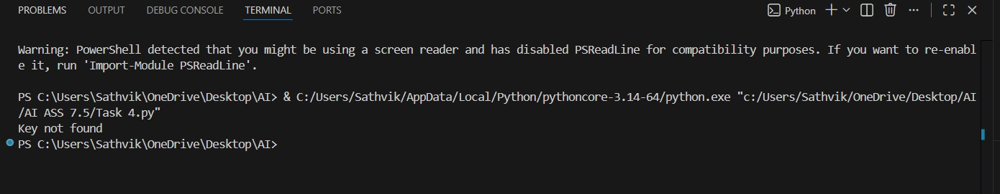 PROBLEMS OUTPUT DEBUG CONSOLE TERMINAL PORTS Python
Warning: PowerShell detected that you might be using a screen reader and has disabled PSReadLine for compatibility purposes. If you want to re-enabl
e it, run 'Import-Module PSReadLine'.
PS C:\Users\Sathvik\OneDrive\Desktop\AI> & C:/Users/Sathvik/AppData/Local/Python/pythoncore-3.14-64/python.exe "c:/Users/Sathvik/OneDrive/Desktop/AI
/AI ASS 7.5/Task 4.py"
Key not found
PS C:\Users\Sathvik\OneDrive\Desktop\AI>